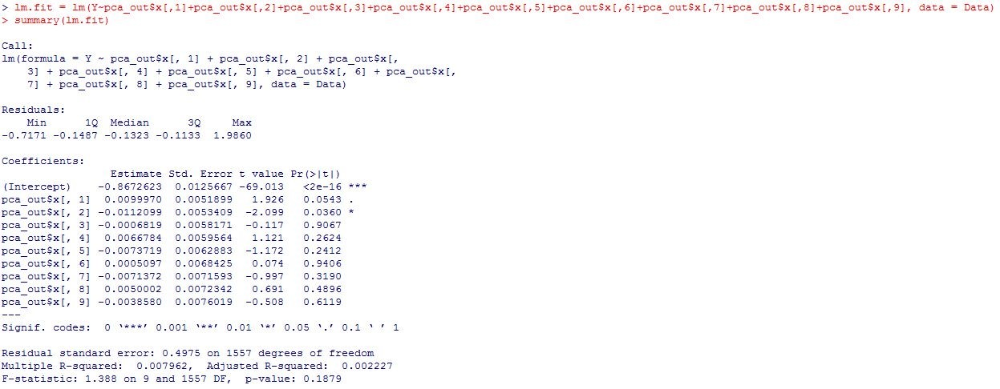 > lm.fit = lm(Y~pca_out$x[,1]+pca_out$x[,2]+pca_out$x[,3]+pca_out$x[,4]+pca_out$x[,5]+pca_out$x[,6]+pca_out$x[,7]+pca_out$x[,8]+pca_out$x[,9], data = Data)
> summary(lm.fit)
Call:
lm(formula = Y ~ pca_out$x[, 1] + pca_out$x[, 2] + pca_out$x[,
    3] + pca_out$x[, 4] + pca_out$x[, 5] + pca_out$x[, 6] + pca_out$x[,
    7] + pca_out$x[, 8] + pca_out$x[, 9], data = Data)
Residuals:
    Min      1Q  Median      3Q     Max
-0.7171 -0.1487 -0.1323 -0.1133  1.9860
Coefficients:
                 Estimate Std. Error t value Pr(>|t|)
(Intercept)    -0.8672623  0.0125667 -69.013   <2e-16 ***
pca_out$x[, 1]  0.0099970  0.0051899   1.926   0.0543 .
pca_out$x[, 2] -0.0112099  0.0053409  -2.099   0.0360 *
pca_out$x[, 3] -0.0006819  0.0058171  -0.117   0.9067
pca_out$x[, 4]  0.0066784  0.0059564   1.121   0.2624
pca_out$x[, 5] -0.0073719  0.0062883  -1.172   0.2412
pca_out$x[, 6]  0.0005097  0.0068425   0.074   0.9406
pca_out$x[, 7] -0.0071372  0.0071593  -0.997   0.3190
pca_out$x[, 8]  0.0050002  0.0072342   0.691   0.4896
pca_out$x[, 9] -0.0038580  0.0076019  -0.508   0.6119
---
Signif. codes:  0 ‘***’ 0.001 ‘**’ 0.01 ‘*’ 0.05 ‘.’ 0.1 ‘ ’ 1
Residual standard error: 0.4975 on 1557 degrees of freedom
Multiple R-squared:  0.007962,  Adjusted R-squared:  0.002227
F-statistic: 1.388 on 9 and 1557 DF,  p-value: 0.1879